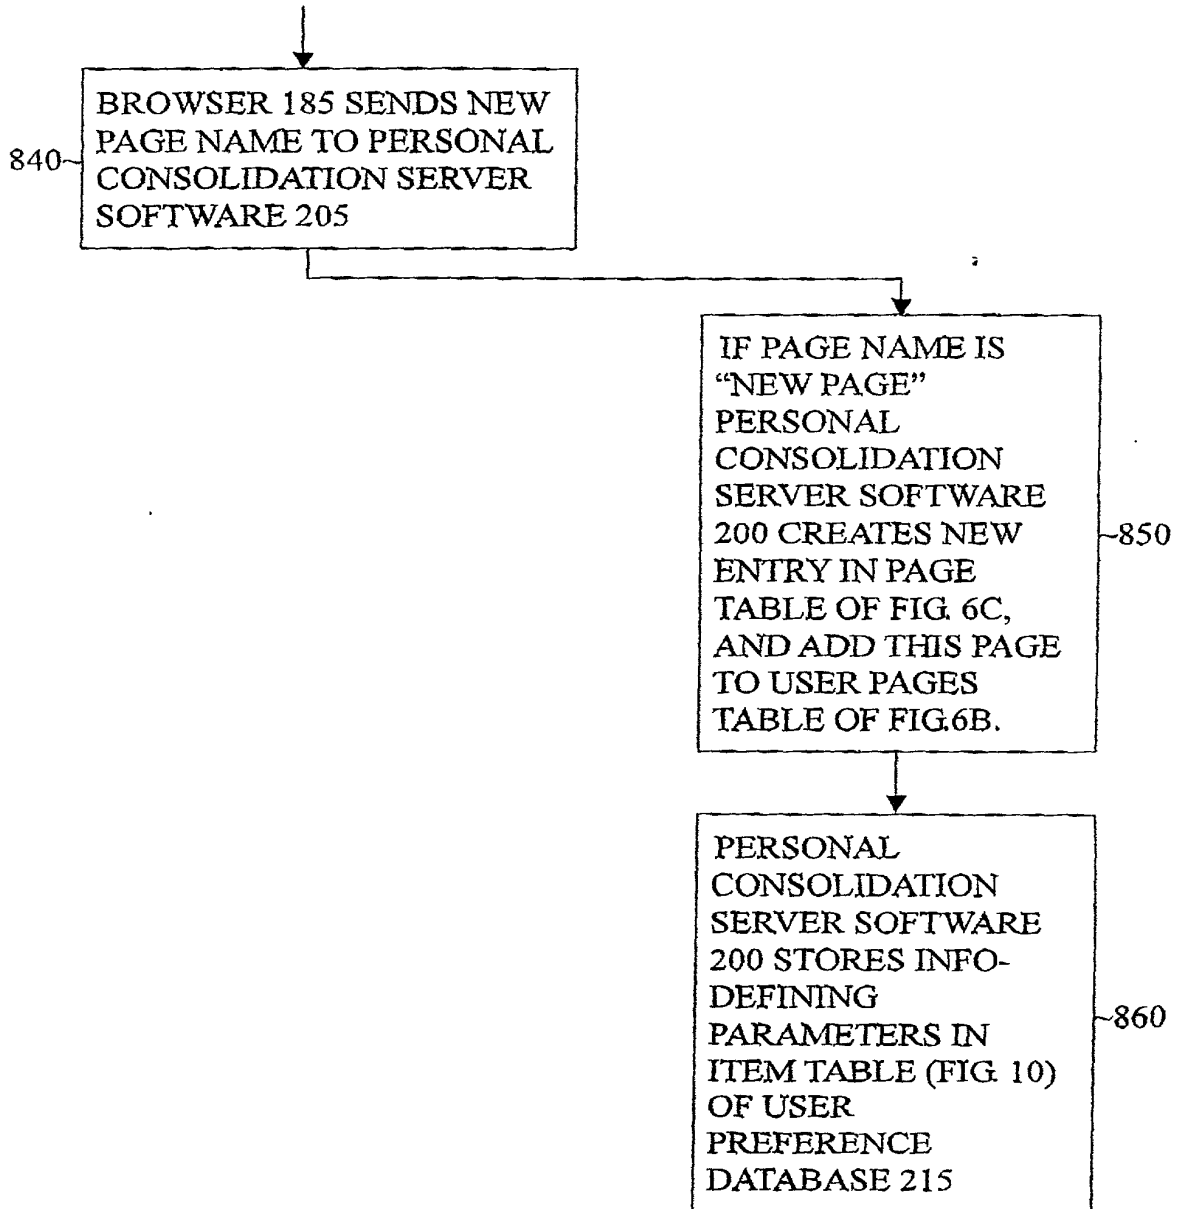 BROWSER 185 SENDS NEW
PAGE NAME TO PERSONAL
840~
CONSOLIDATION SERVER
SOFTWARE 205
IF PAGE NAME IS
“NEW PAGE”
PERSONAL
CONSOLIDATION
SERVER SOFTWARE
200 CREATES NEW
~850
ENTRY IN PAGE
TABLE OF FIG. 6C,
AND ADD THIS PAGE
TO USER PAGES
TABLE OF FIG.6B.
PERSONAL
CONSOLIDATION
SERVER SOFTWARE
200 STORES INFO-
DEFINING
~860
PARAMETERS IN
ITEM TABLE (FIG. 10)
OF USER
PREFERENCE
DATABASE 215